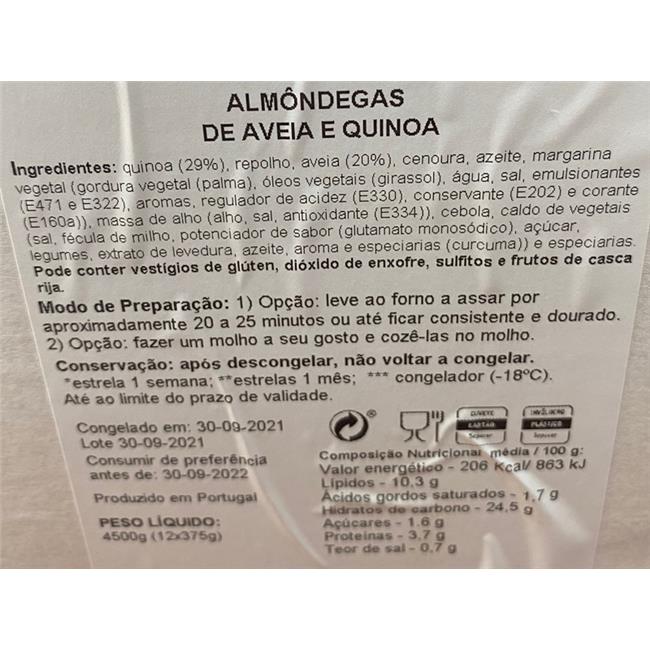 ALMÔNDEGAS
DE AVEIA E QUINOA
Ingredientes: quinoa (29%), repolho, aveia (20%), cenoura, azeite, margarina
vegetal (gordura vegetal (palma), óleos vegetais (girassol), água, sal, emulsionantes
(E471 e E322), aromas, regulador de acidez (E330), conservante (E202) e corante
(E160a)), massa de alho (alho, sal, antioxidante (E334)), cebola, caldo de vegetais
(sal, fécula de milho, potenciador de sabor (glutamato monosódico), açúcar,
legumes, extrato de levedura, azeite, aroma e especiarias (curcuma)) e especiarias.
Pode conter vestígios de glúten, dióxido de enxofre, sulfitos e frutos de casca
rija.
Modo de Preparação: 1) Opção: leve ao forno a assar por
aproximadamente 20 a 25 minutos ou até ficar consistente e dourado.
2) Opção: fazer um molho a seu gosto e cozê-las no molho.
Conservação: após descongelar, não voltar a congelar.
*estrela 1 semana; **estrelas 1 mês; *** congelador (-18ºC).
Até ao limite do prazo de validade.
Congelado em: 30-09-2021
Lote 30-09-2021
Consumir de preferência
antes de: 30-09-2022
Produzido em Portugal
PESO LÍQUIDO:
4500g (12x375g)
CARTÃO
Separar
PLÁSTICO
Separar
Composição Nutricional média / 100 g:
Valor energético - 206 Kcal/ 863 kJ
Lípidos - 10,3 g
Ácidos gordos saturados - 1,7 g
Hidratos de carbono - 24,5 g
Açúcares - 1,6 g
Proteínas - 3,7 g
Teor de sal - 0,7 g